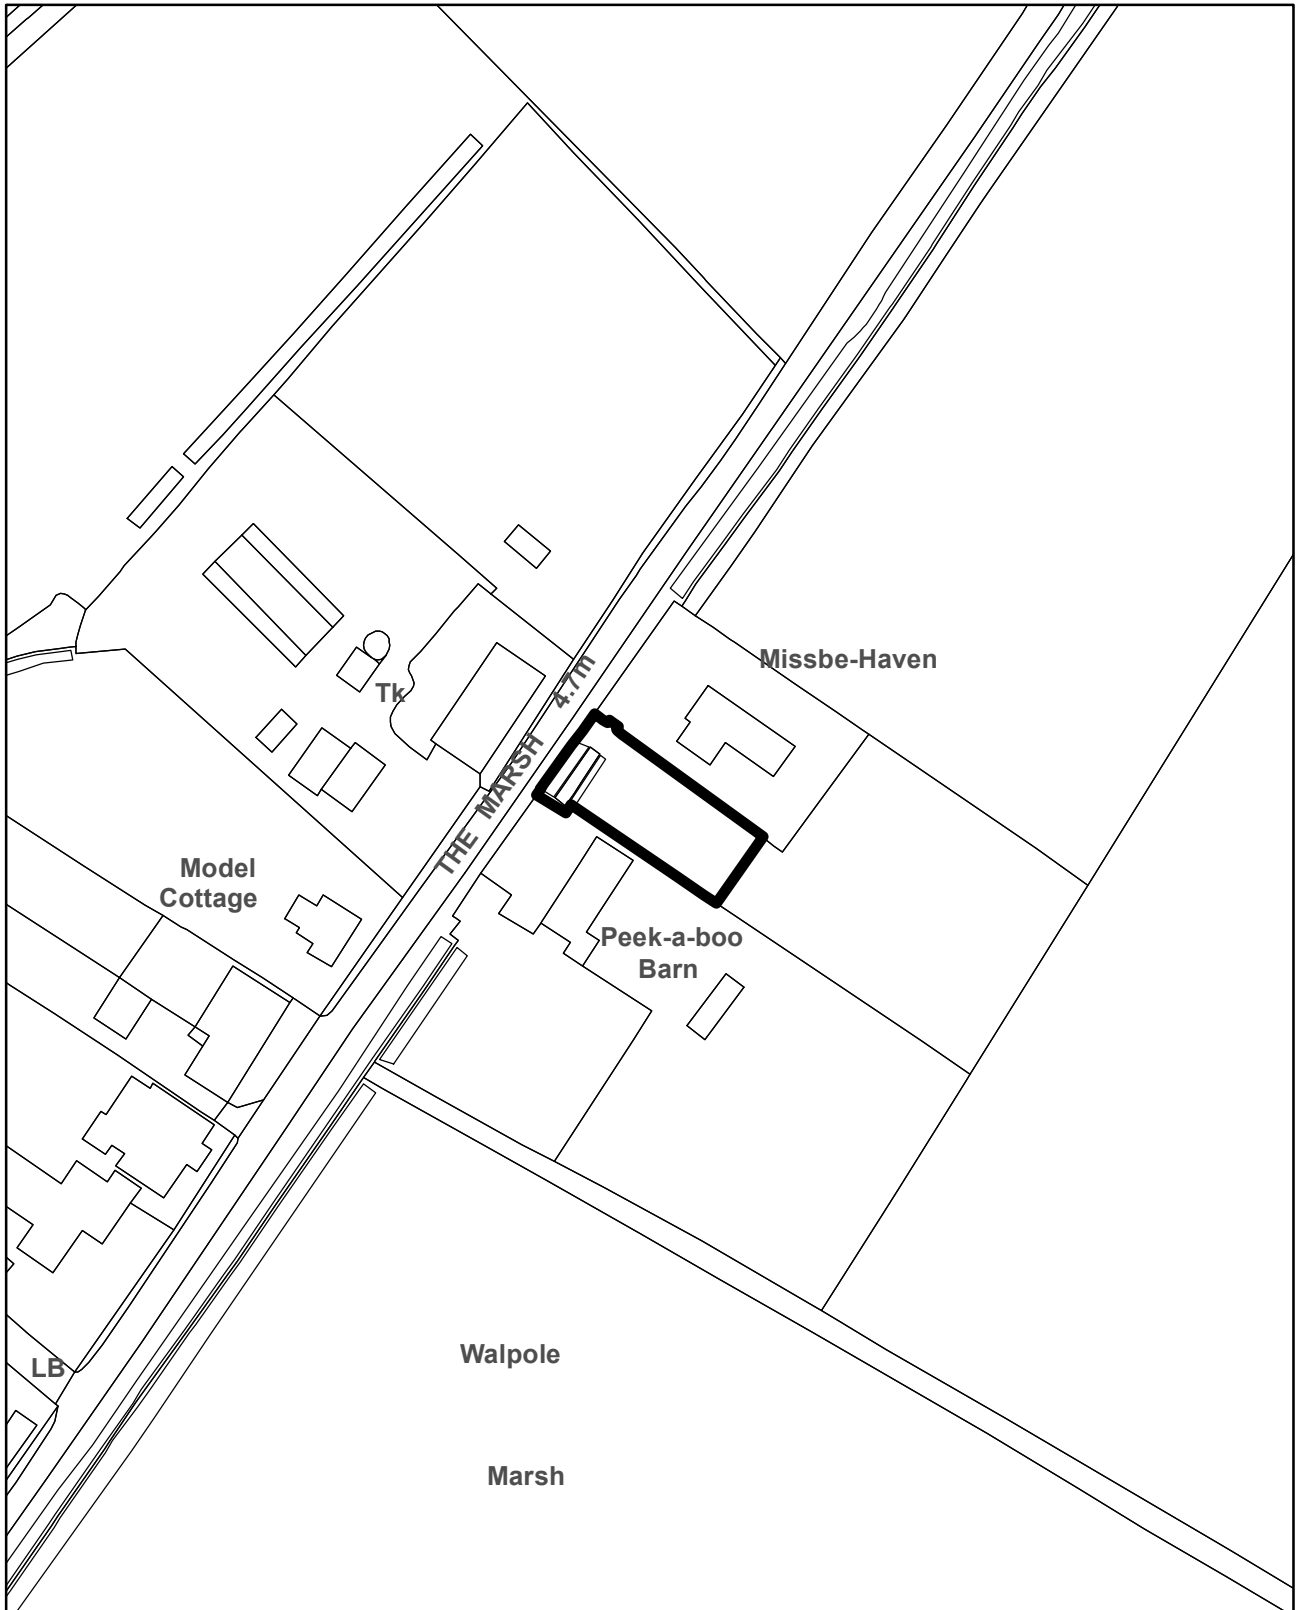 Missbe-Haven
4.7m
Tk
THE MARSH
Model
Cottage
Peek-a-boo
Barn
Walpole
LB
Marsh